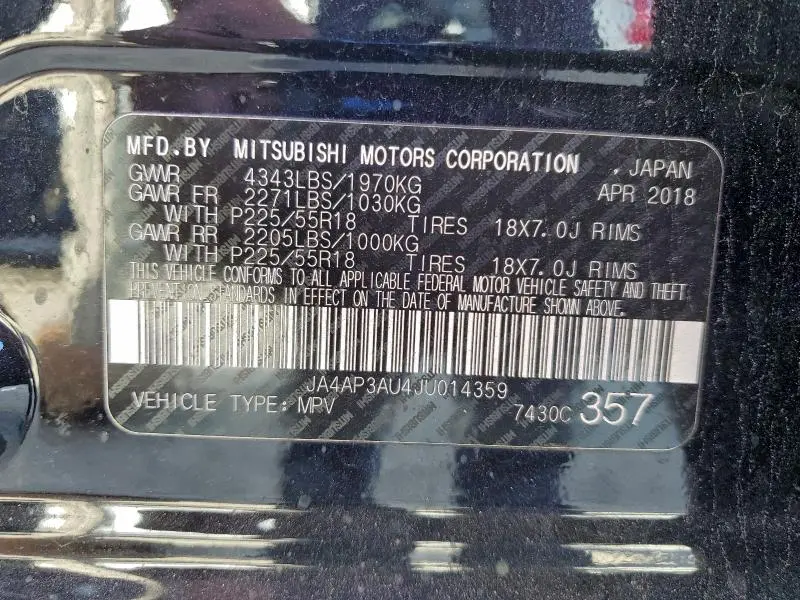 MFD.BY MITSUBISHI MOTORS CORPORATION , JAPAN
GVWR 4343LBS/1970KG APR 2018
GAWR FR 2271LBS/1030KG
WITH P225/55R18 TIRES 18X7.0J RIMS
GAWR RR 2205LBS/1000KG
WITH P225/55R18 TIRES 18X7.0J RIMS
THIS VEHICLE CONFORMS TO ALL APPLICABLE FEDERAL MOTOR VEHICLE SAFETY AND THEFT
PREVENTION STANDARDS IN EFFECT ON THE DATE OF MANUFACTURE SHOWN ABOVE.
JA4AP3AU4JU014359
VEHICLE TYPE: MPV 7430C 357